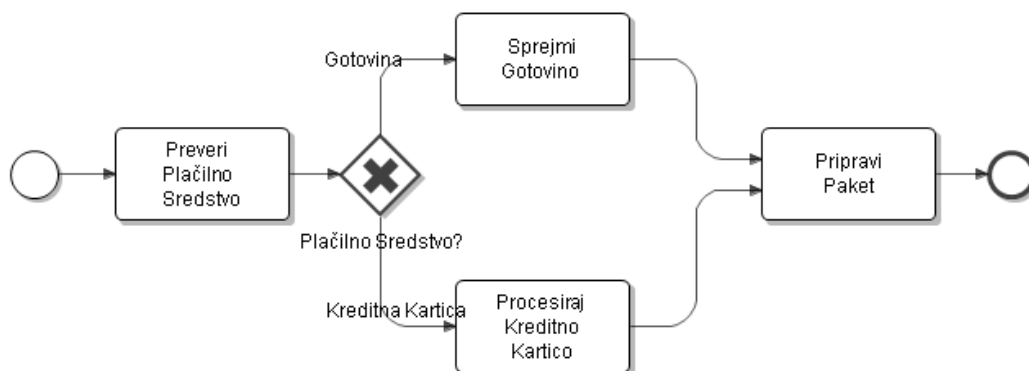 Preveri
Plačilno
Sredstvo
Gotovina
Sprejmi
Gotovino
Plačilno Sredstvo?
Kreditna Kartica
Procesiraj
Kreditno
Kartico
Pripravi
Paket